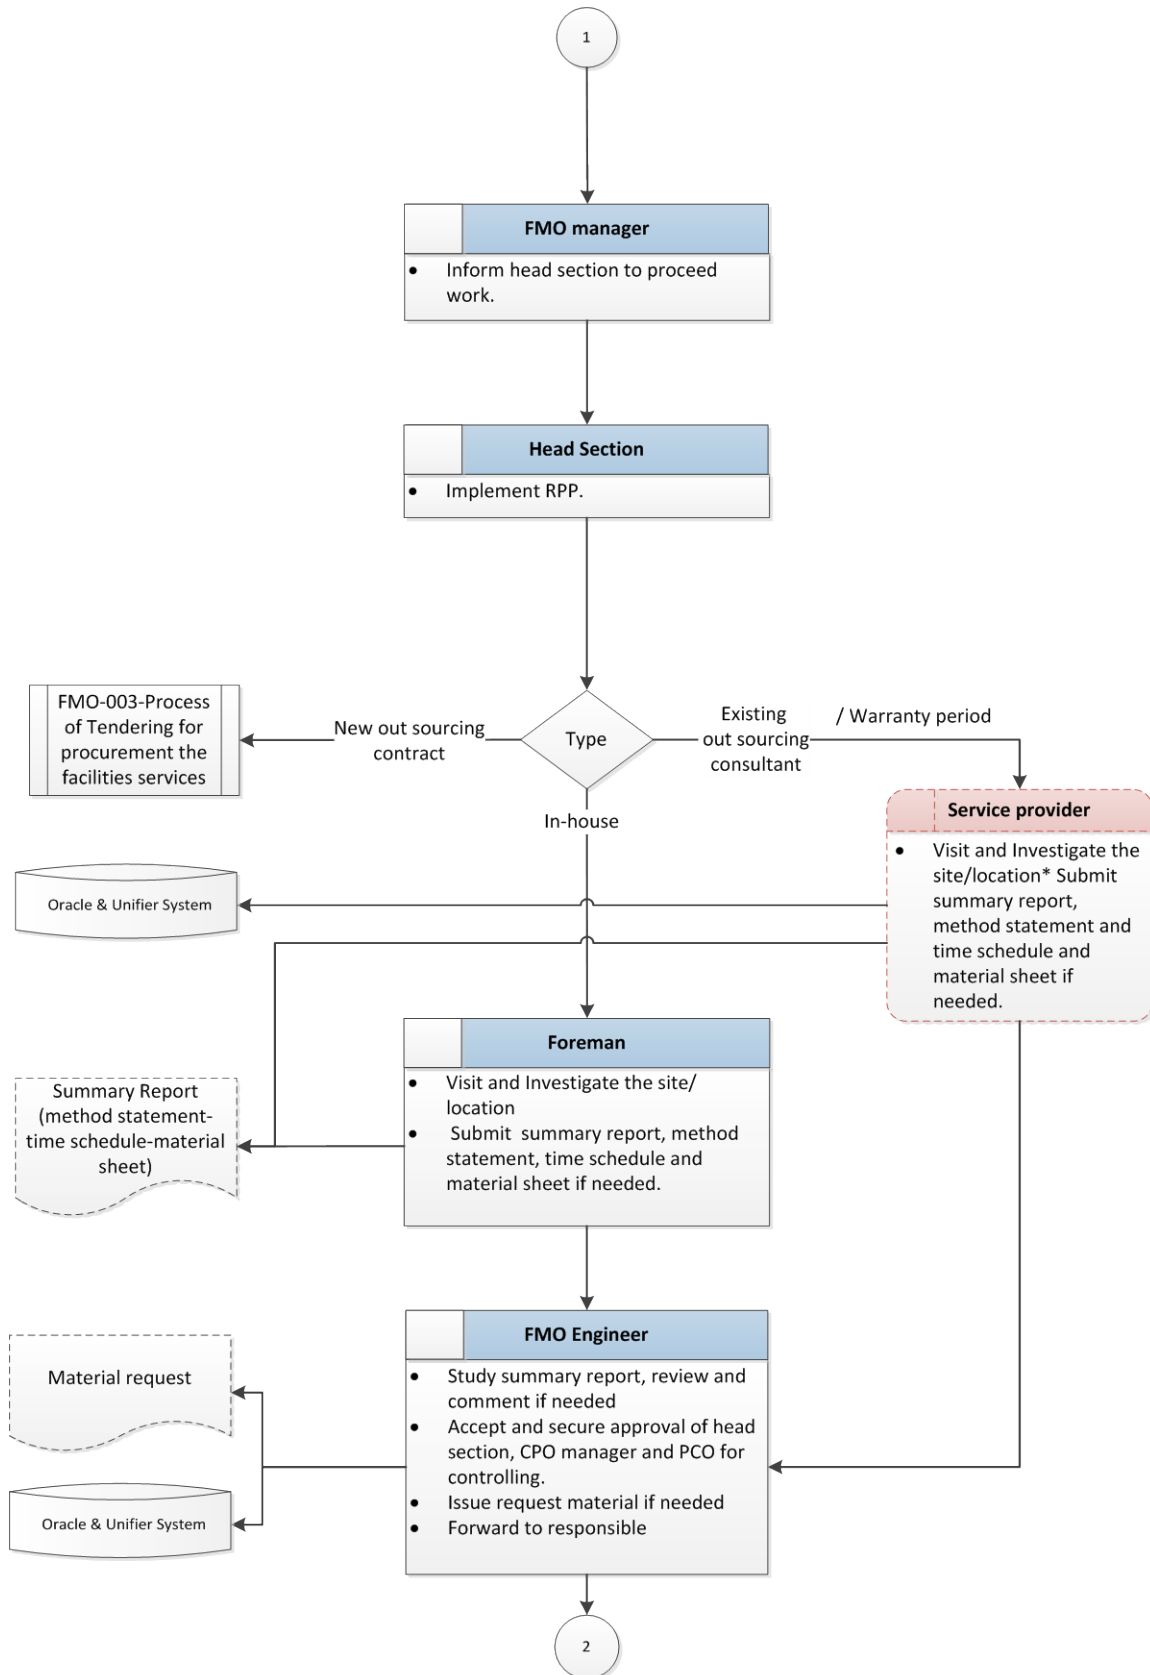 1
FMO manager
• Inform head section to proceed
work.
Head Section
• Implement RPP.
FMO-003-Process
of Tendering for
procurement the
facilities services
New out sourcing
contract
Type
Existing
out sourcing
consultant
/ Warranty period
In-house
Service provider
• Visit and Investigate the
site/location* Submit
summary report,
method statement and
time schedule and
material sheet if
needed.
Oracle & Unifier System
Foreman
• Visit and Investigate the site/
location
• Submit summary report, method
statement, time schedule and
material sheet if needed.
Summary Report
(method statement-
time schedule-material
sheet)
FMO Engineer
• Study summary report, review and
comment if needed
• Accept and secure approval of head
section, CPO manager and PCO for
controlling.
• Issue request material if needed
• Forward to responsible
Material request
Oracle & Unifier System
2